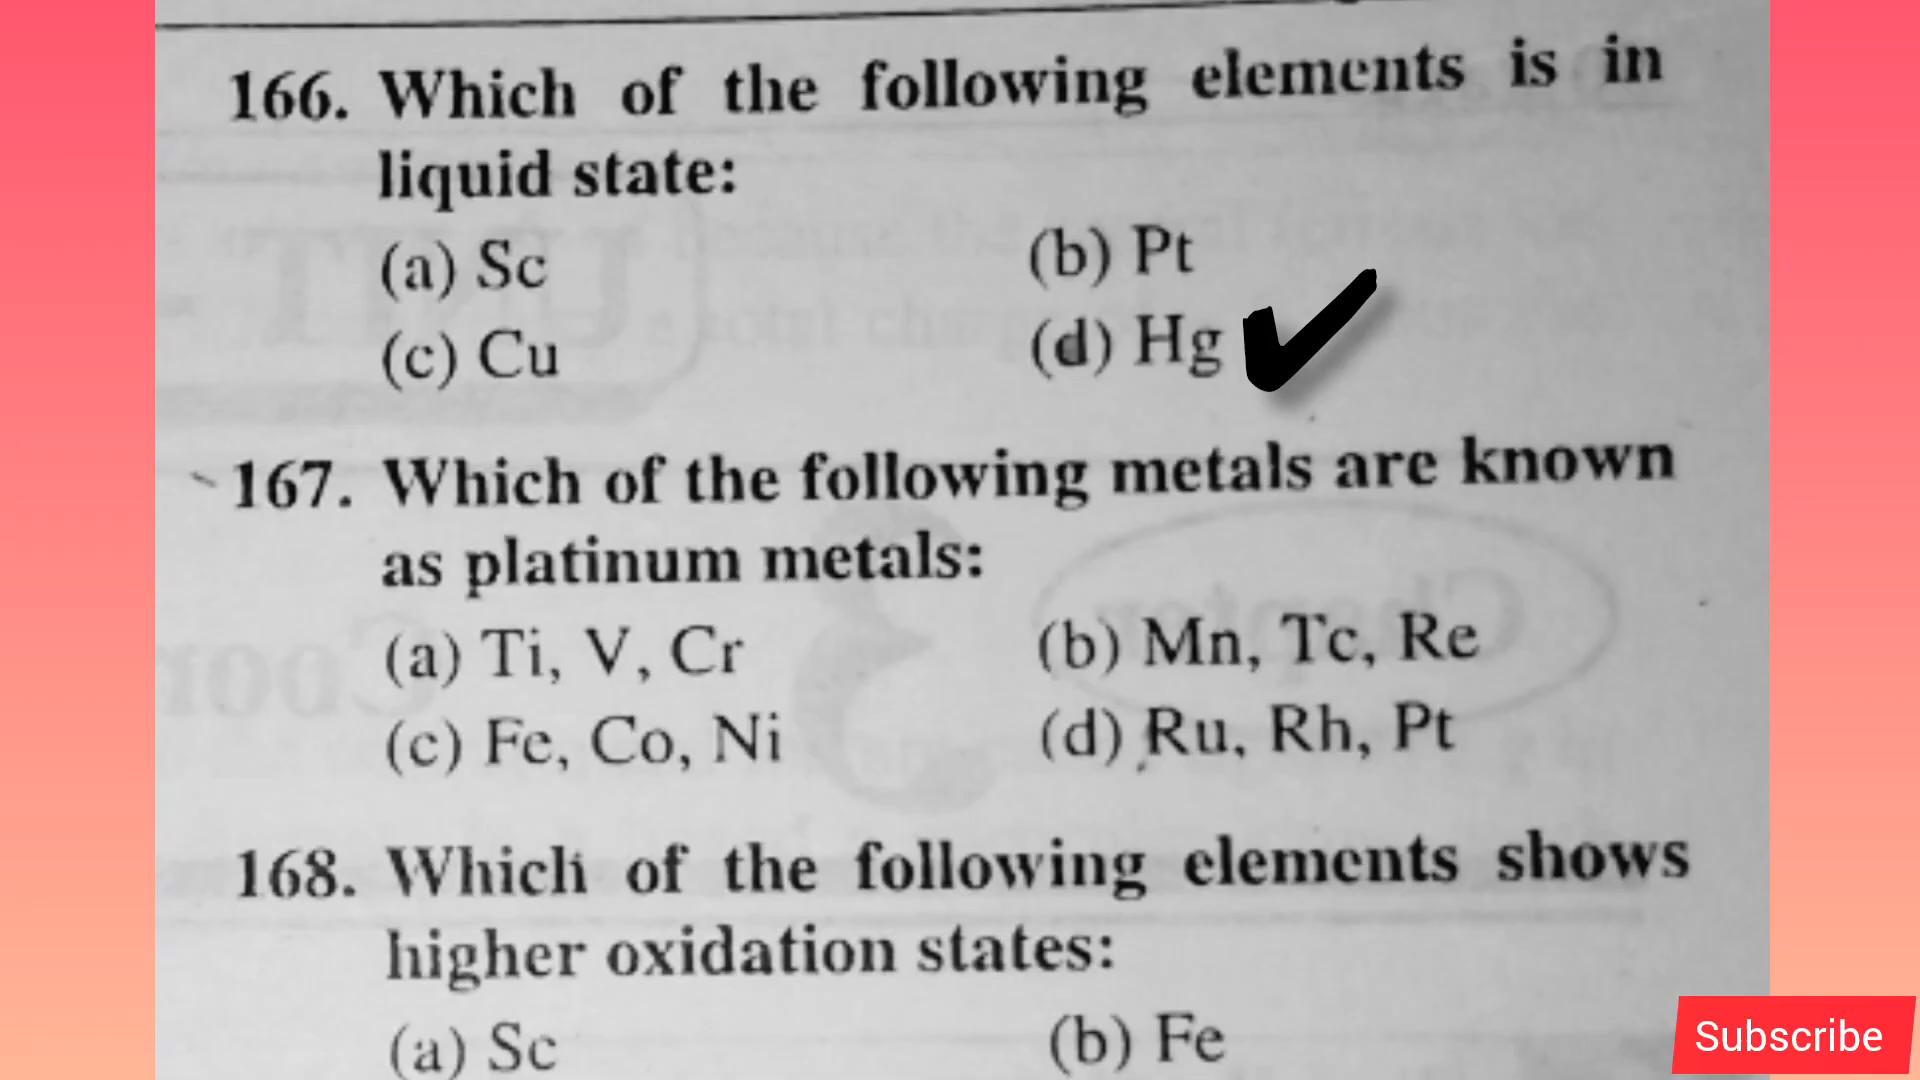 166. Which of the following elements is in
liquid state:
(a) Sc (b) Pt
(c) Cu (d) Hg
167. Which of the following metals are known
as platinum metals:
(a) Ti, V, Cr (b) Mn, Tc, Re
(c) Fe, Co, Ni (d) Ru, Rh, Pt
168. Which of the following elements shows
higher oxidation states:
(a) Sc (b) Fe
Subscribe